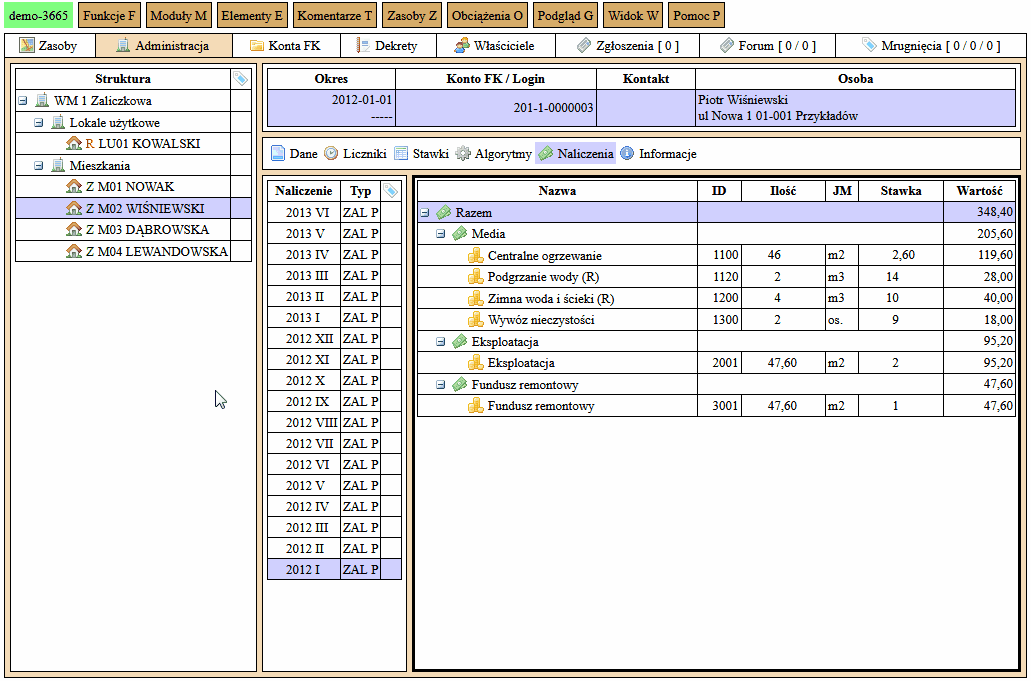 demo-3665 Funkcje F Moduły M Elementy E Komentarze T Zasoby Z Obciążenia O Podgląd G Widok W Pomoc P
Zasoby Administracja Konta FK Dekrety Właściciele Zgłoszenia [ 0 ] Forum [ 0 / 0 ] Mrugnięcia [ 0 / 0 / 0 ]
Struktura
WM 1 Zaliczkowa
Lokale użytkowe
R LU01 KOWALSKI
Mieszkania
Z M01 NOWAK
Z M02 WIŚNIEWSKI
Z M03 DĄBROWSKA
Z M04 LEWANDOWSKA
Okres Konto FK / Login Kontakt Osoba
2012-01-01
-----
201-1-0000003
Piotr Wiśniewski
ul Nowa 1 01-001 Przykładów
Dane Liczniki Stawki Algorytmy Naliczenia Informacje
Naliczenie Typ
2013 VI ZAL P
2013 V ZAL P
2013 IV ZAL P
2013 III ZAL P
2013 II ZAL P
2013 I ZAL P
2012 XII ZAL P
2012 XI ZAL P
2012 X ZAL P
2012 IX ZAL P
2012 VIII ZAL P
2012 VII ZAL P
2012 VI ZAL P
2012 V ZAL P
2012 IV ZAL P
2012 III ZAL P
2012 II ZAL P
2012 I ZAL P
Nazwa ID Ilość JM Stawka Wartość
Razem 348,40
Media 205,60
Centralne ogrzewanie 1100 46 m2 2,60 119,60
Podgrzanie wody (R) 1120 2 m3 14 28,00
Zimna woda i ścieki (R) 1200 4 m3 10 40,00
Wywóz nieczystości 1300 2 os. 9 18,00
Eksploatacja 95,20
Eksploatacja 2001 47,60 m2 2 95,20
Fundusz remontowy 47,60
Fundusz remontowy 3001 47,60 m2 1 47,60